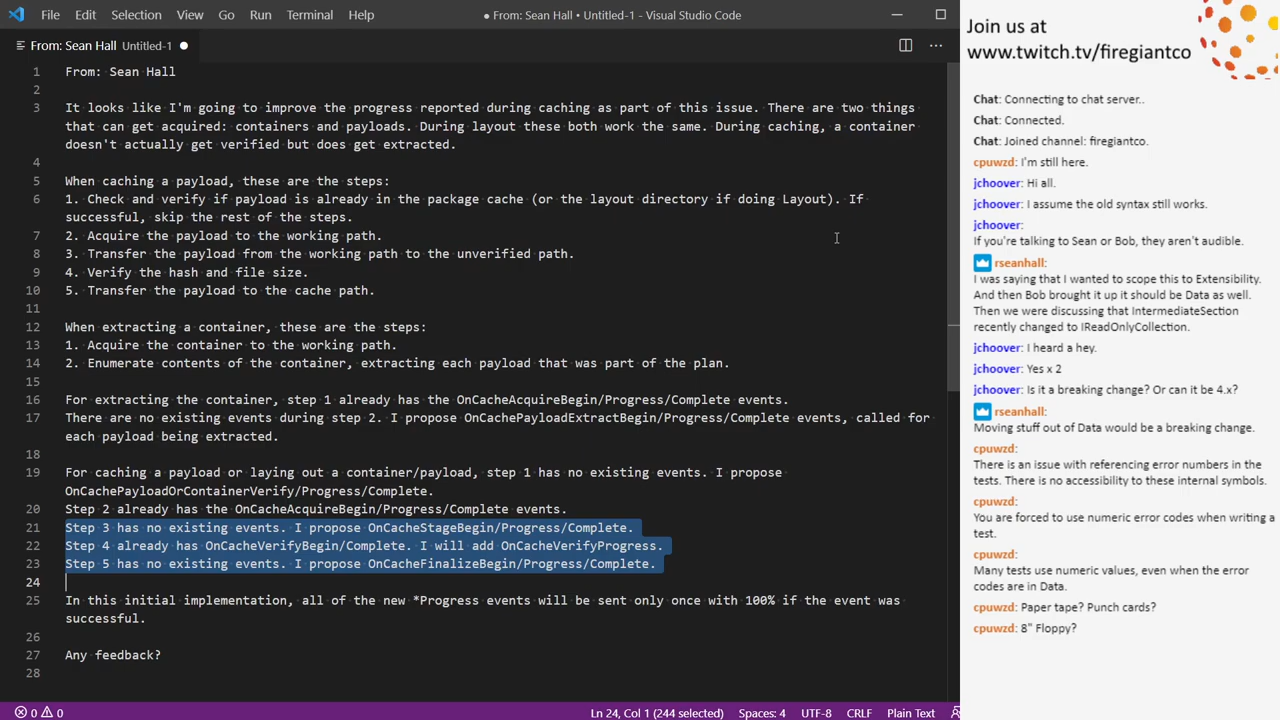 File Edit Selection View Go Run Terminal Help
● From: Sean Hall • Untitled-1 - Visual Studio Code
From: Sean Hall Untitled-1 ●
1 From: Sean Hall
2
3 It looks like I'm going to improve the progress reported during caching as part of this issue. There are two things
that can get acquired: containers and payloads. During layout these both work the same. During caching, a container
doesn't actually get verified but does get extracted.
4
5 When caching a payload, these are the steps:
6 1. Check and verify if payload is already in the package cache (or the layout directory if doing Layout). If
successful, skip the rest of the steps.
7 2. Acquire the payload to the working path.
8 3. Transfer the payload from the working path to the unverified path.
9 4. Verify the hash and file size.
10 5. Transfer the payload to the cache path.
11
12 When extracting a container, these are the steps:
13 1. Acquire the container to the working path.
14 2. Enumerate contents of the container, extracting each payload that was part of the plan.
15
16 For extracting the container, step 1 already has the OnCacheAcquireBegin/Progress/Complete events.
17 There are no existing events during step 2. I propose OnCachePayloadExtractBegin/Progress/Complete events, called for
each payload being extracted.
18
19 For caching a payload or laying out a container/payload, step 1 has no existing events. I propose
OnCachePayloadOrContainerVerify/Progress/Complete.
20 Step 2 already has the OnCacheAcquireBegin/Progress/Complete events.
21 Step 3 has no existing events. I propose OnCacheStageBegin/Progress/Complete.
22 Step 4 already has OnCacheVerifyBegin/Complete. I will add OnCacheVerifyProgress.
23 Step 5 has no existing events. I propose OnCacheFinalizeBegin/Progress/Complete.
24
25 In this initial implementation, all of the new *Progress events will be sent only once with 100% if the event was
successful.
26
27 Any feedback?
28
0 0 Ln 24, Col 1 (244 selected) Spaces: 4 UTF-8 CRLF Plain Text
Join us at
www.twitch.tv/firegiantco
Chat: Connecting to chat server..
Chat: Connected.
Chat: Joined channel: firegiantco.
cpuwzd: I'm still here.
jchoover: Hi all.
jchoover: I assume the old syntax still works.
jchoover:
If you're talking to Sean or Bob, they aren't audible.
rseanhall:
I was saying that I wanted to scope this to Extensibility.
And then Bob brought it up it should be Data as well.
Then we were discussing that IntermediateSection
recently changed to IReadOnlyCollection.
jchoover: I heard a hey.
jchoover: Yes x 2
jchoover: Is it a breaking change? Or can it be 4.x?
rseanhall:
Moving stuff out of Data would be a breaking change.
cpuwzd:
There is an issue with referencing error numbers in the
tests. There is no accessibility to these internal symbols.
cpuwzd:
You are forced to use numeric error codes when writing a
test.
cpuwzd:
Many tests use numeric values, even when the error
codes are in Data.
cpuwzd: Paper tape? Punch cards?
cpuwzd: 8" Floppy?